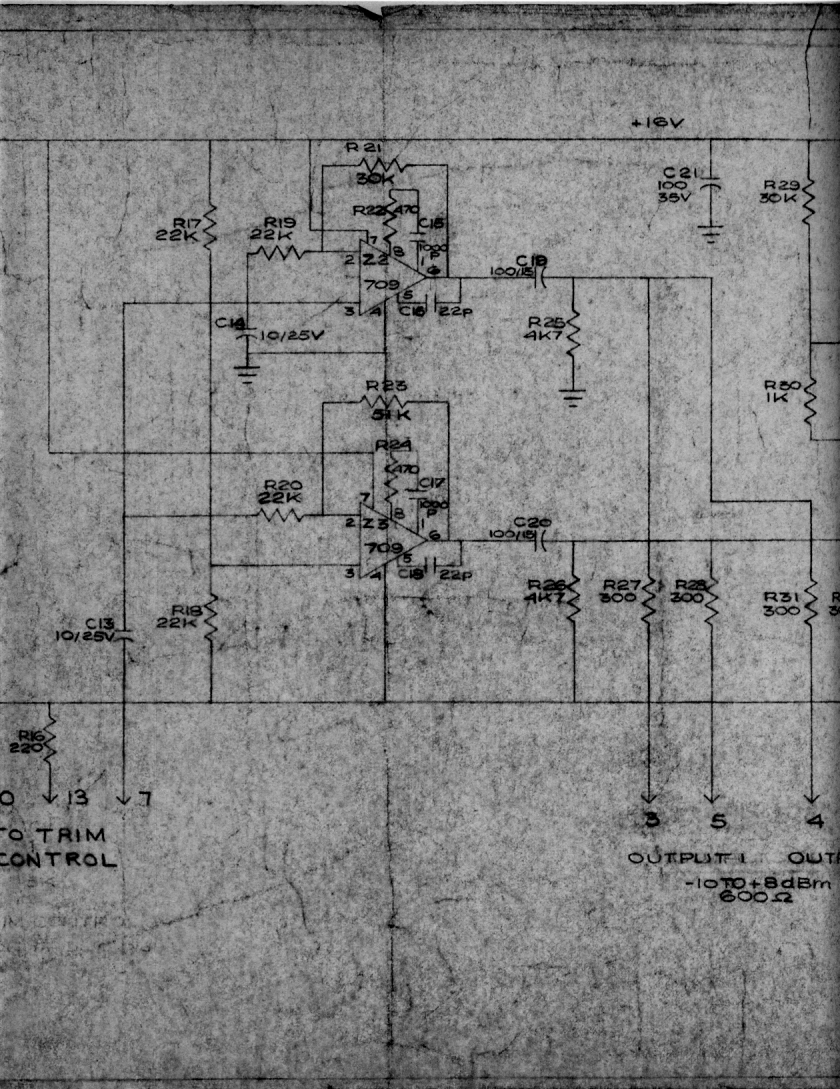 +16V
R21
30K
C21
100
35V
R29
30K
R22 470
C15
1000
P
R17
22K
R19
22K
7
8
1
2
Z2
6
709
5
3
4
C16
22P
C19
100/15
C14
10/25V
R25
4K7
R23
51K
R30
1K
R24
470
C17
1000
P
R20
22K
7
8
1
2
Z3
6
709
5
3
4
C18
22P
C20
100/15
R26
4K7
R27
300
R28
300
R31
300
C13
10/25V
R18
22K
R16
220
13
7
TO TRIM
CONTROL
3
5
4
OUTPUT 1
-10 TO +8dBm
600Ω